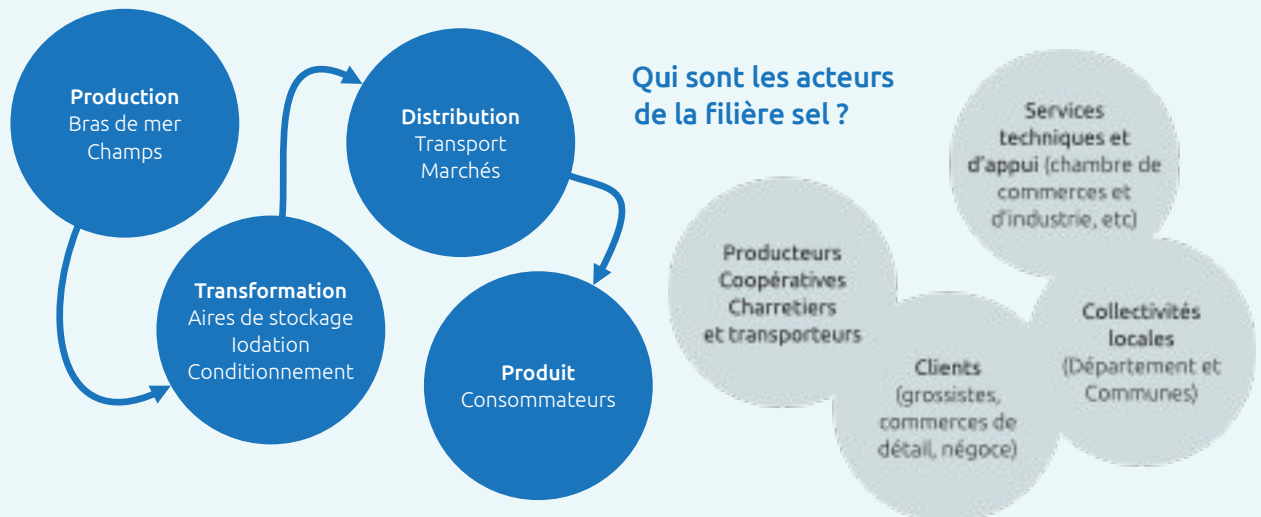 Production
Bras de mer
Champs
Transformation
Aires de stockage
Iodation
Conditionnement
Distribution
Transport
Marchés
Produit
Consommateurs
Qui sont les acteurs
de la filière sel ?
Producteurs
Coopératives
Charretiers
et transporteurs
Clients
(grossistes,
commerces de
détail, négoce)
Services
techniques et
d'appui (chambre de
commerces et
d'industrie, etc)
Collectivités
locales
(Département et
Communes)